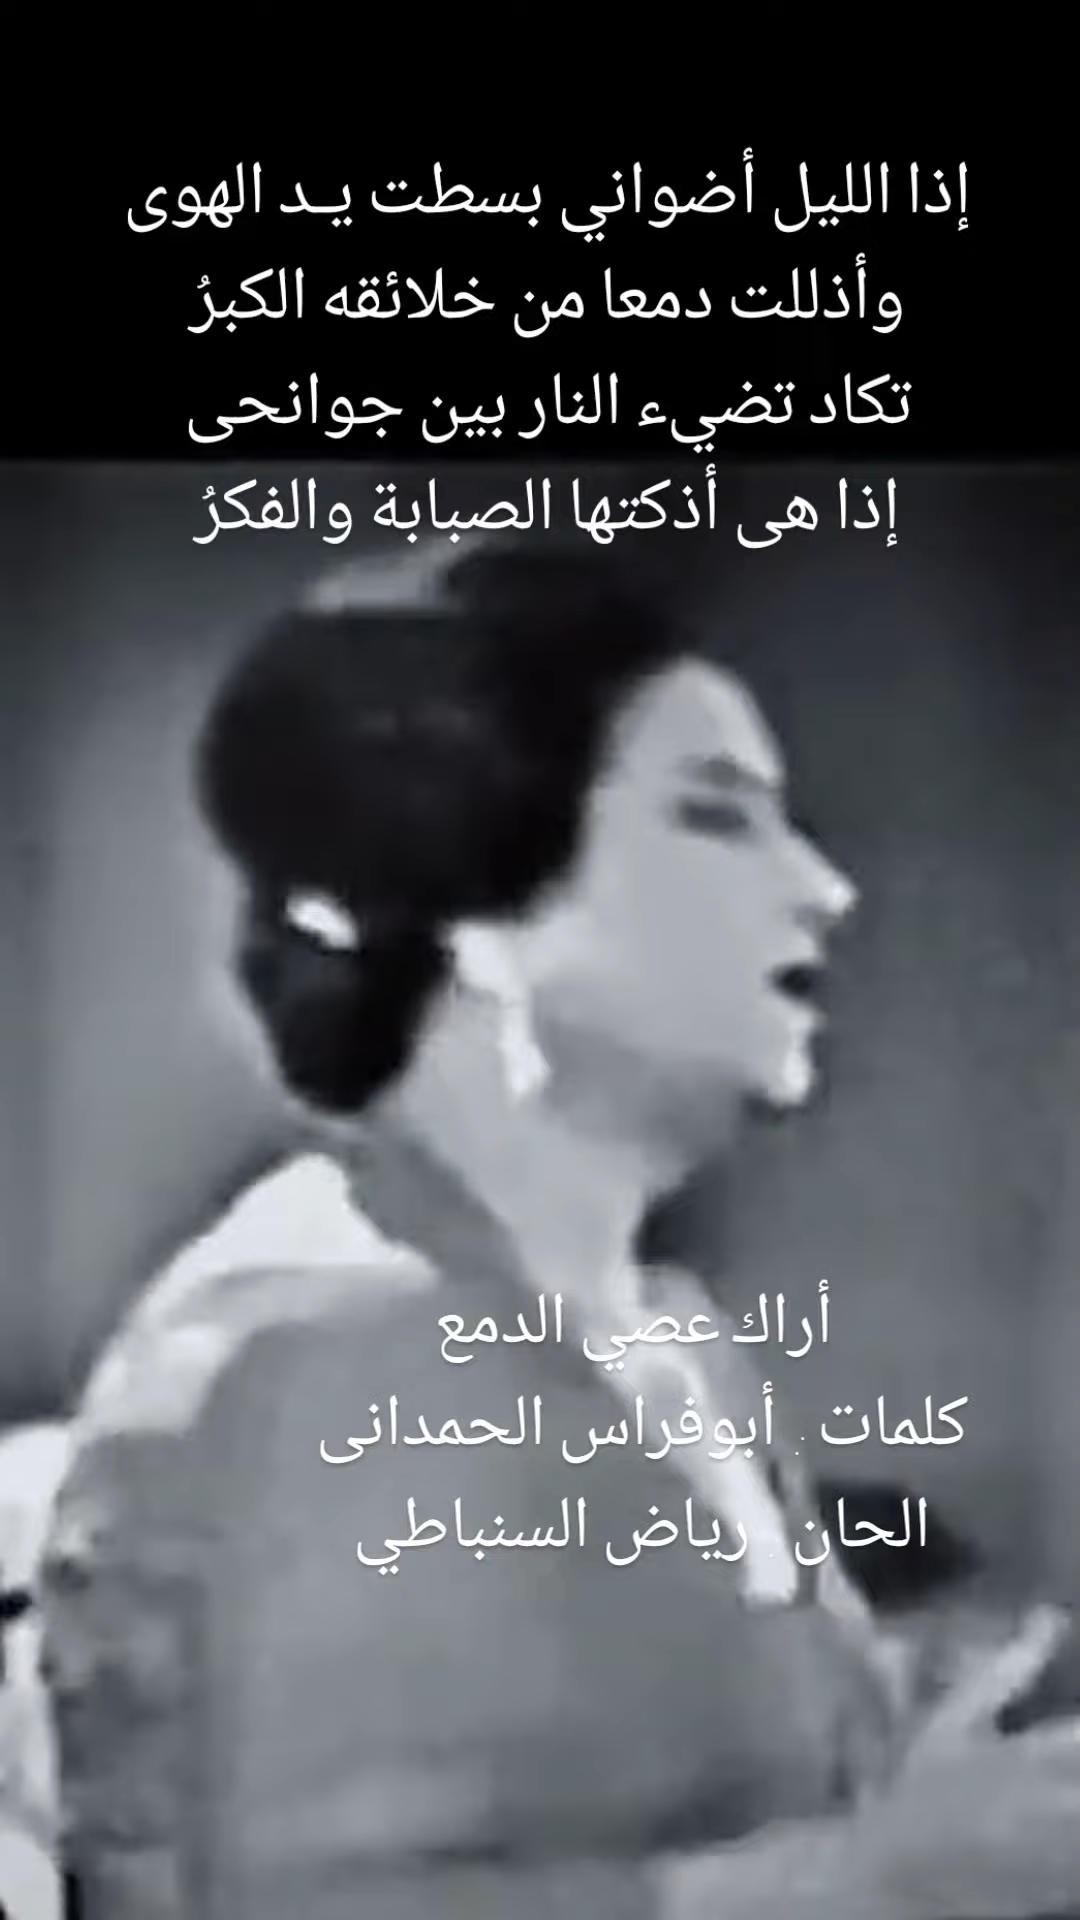 إذا الليل أضواني بسطت يـد الهوى
وأذللت دمعا من خلائقه الكبرُ
تكاد تضيء النار بين جوانحى
إذا هى أذكتها الصبابة والفكرُ
أراك عصي الدمع
كلمات : أبوفراس الحمدانى
الحان : رياض السنباطي